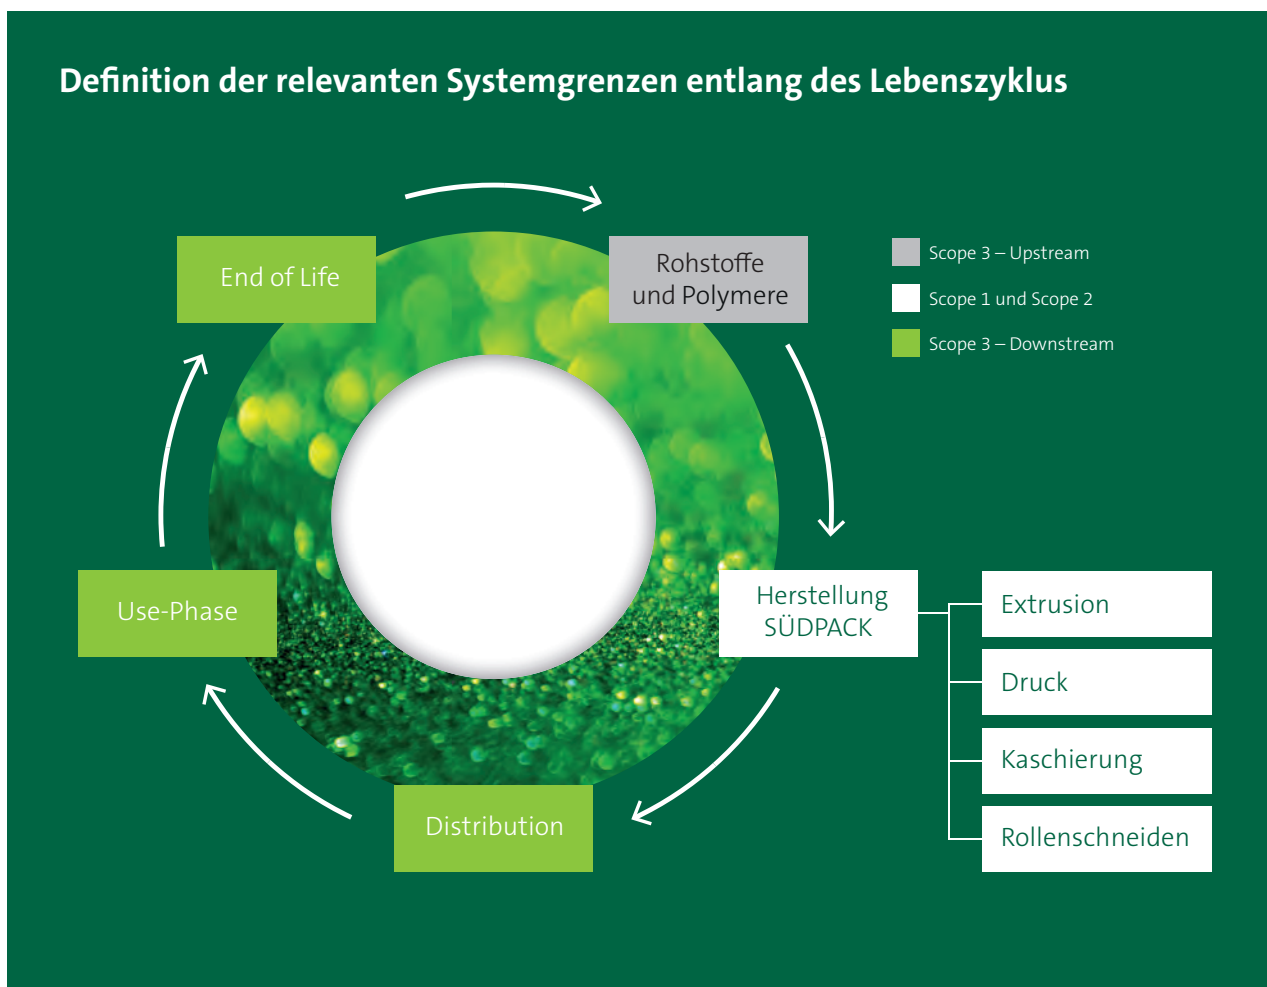 Definition der relevanten Systemgrenzen entlang des Lebenszyklus
End of Life
Rohstoffe
und Polymere
Scope 3 – Upstream
Scope 1 und Scope 2
Scope 3 – Downstream
Use-Phase
Herstellung
SÜDPACK
Extrusion
Druck
Kaschierung
Rollenschneiden
Distribution